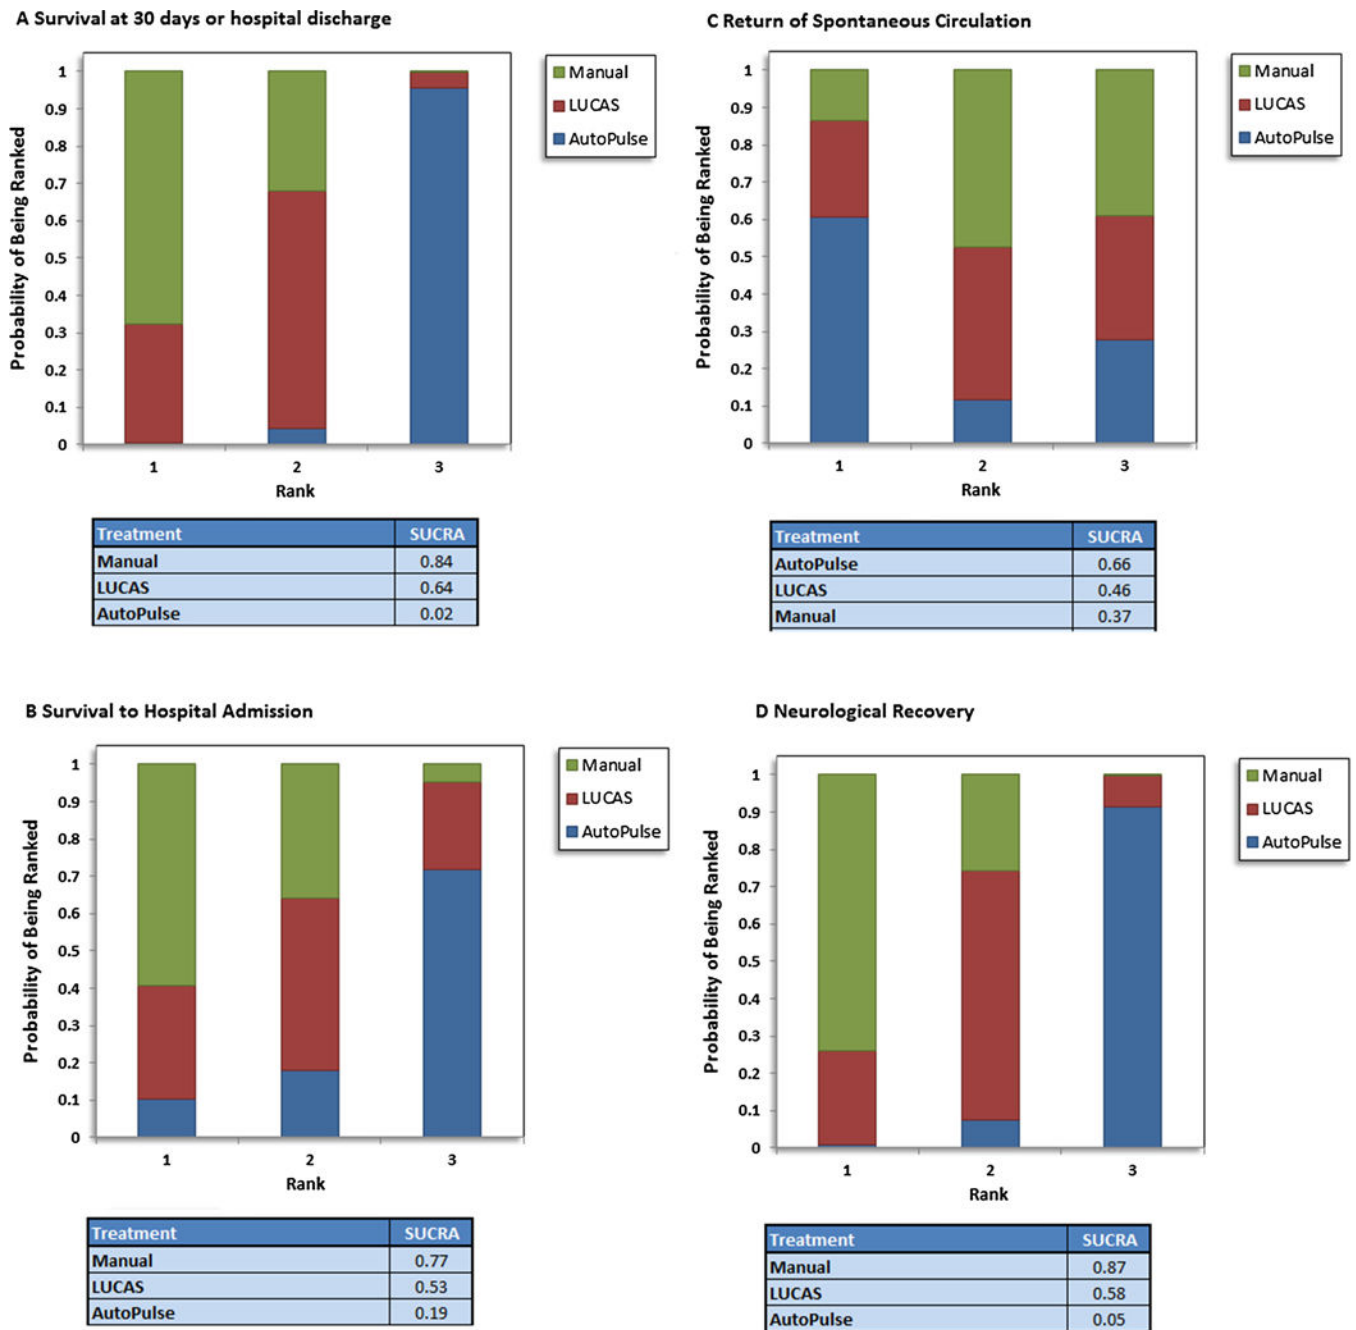 A Survival at 30 days or hospital discharge
Probability of Being Ranked
1
0.9
0.8
0.7
0.6
0.5
0.4
0.3
0.2
0.1
0
1 2 3
Rank
Manual
LUCAS
AutoPulse
Treatment SUCRA
Manual 0.84
LUCAS 0.64
AutoPulse 0.02
C Return of Spontaneous Circulation
Probability of Being Ranked
1
0.9
0.8
0.7
0.6
0.5
0.4
0.3
0.2
0.1
0
1 2 3
Rank
Manual
LUCAS
AutoPulse
Treatment SUCRA
AutoPulse 0.66
LUCAS 0.46
Manual 0.37
B Survival to Hospital Admission
Probability of Being Ranked
1
0.9
0.8
0.7
0.6
0.5
0.4
0.3
0.2
0.1
0
1 2 3
Rank
Manual
LUCAS
AutoPulse
Treatment SUCRA
Manual 0.77
LUCAS 0.53
AutoPulse 0.19
D Neurological Recovery
Probability of Being Ranked
1
0.9
0.8
0.7
0.6
0.5
0.4
0.3
0.2
0.1
0
1 2 3
Rank
Manual
LUCAS
AutoPulse
Treatment SUCRA
Manual 0.87
LUCAS 0.58
AutoPulse 0.05